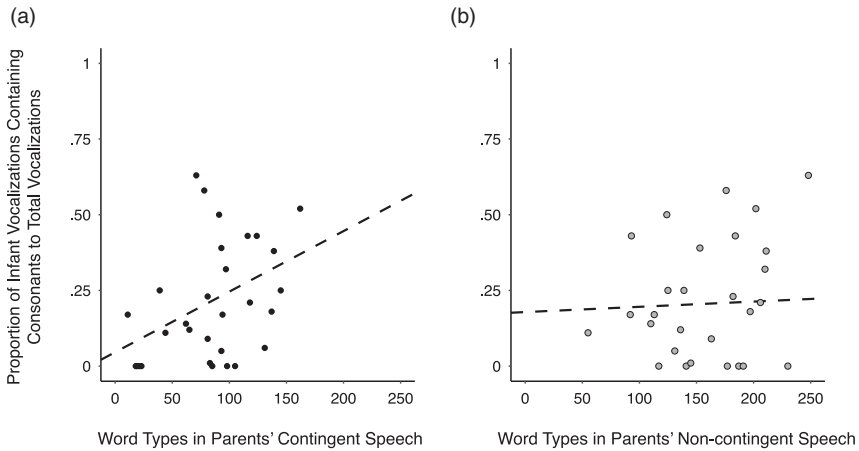 (a)
Proportion of Infant Vocalizations Containing
Consonants to Total Vocalizations
1
.75
.50
.25
0
0 50 100 150 200 250
Word Types in Parents’ Contingent Speech
(b)
1
.75
.50
.25
0
0 50 100 150 200 250
Word Types in Parents’ Non-contingent Speech